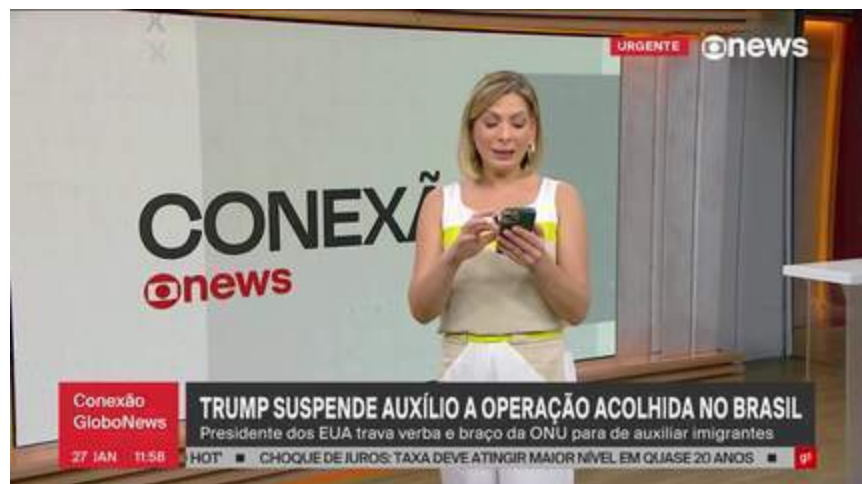 URGENTE
news
CONEXÃ
news
Conexão
GloboNews
TRUMP SUSPENDE AUXÍLIO A OPERAÇÃO ACOLHIDA NO BRASIL
Presidente dos EUA trava verba e braço da ONU para de auxiliar imigrantes
27 JAN 11:58
HOT' ■ CHOQUE DE JUROS: TAXA DEVE ATINGIR MAIOR NÍVEL EM QUASE 20 ANOS ■ g1